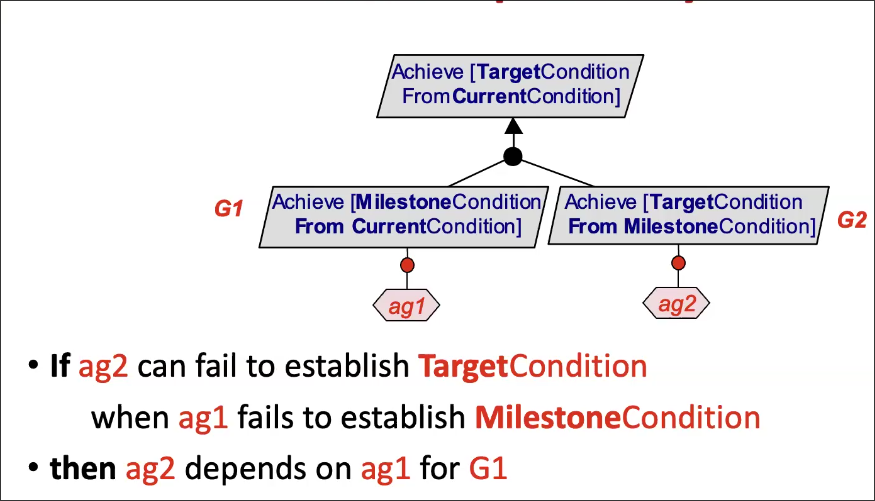 Achieve [TargetCondition
FromCurrentCondition]
G1
Achieve [MilestoneCondition
From CurrentCondition]
Achieve [TargetCondition
From MilestoneCondition]
G2
ag1
ag2
• If ag2 can fail to establish TargetCondition
when ag1 fails to establish MilestoneCondition
• then ag2 depends on ag1 for G1